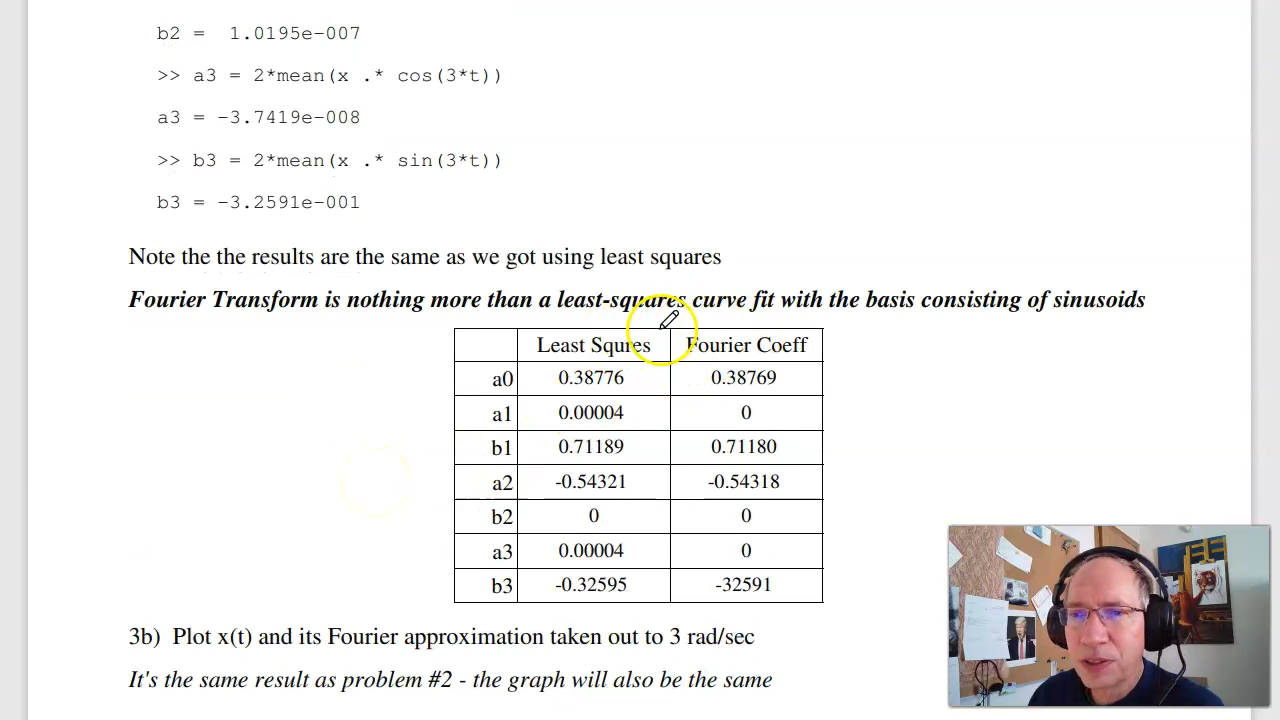 b2 =  1.0195e-007
>> a3 = 2*mean(x .* cos(3*t))
a3 = -3.7419e-008
>> b3 = 2*mean(x .* sin(3*t))
b3 = -3.2591e-001
Note the the results are the same as we got using least squares
Fourier Transform is nothing more than a least-squares curve fit with the basis consisting of sinusoids
Least Squres Fourier Coeff
a0 0.38776 0.38769
a1 0.00004 0
b1 0.71189 0.71180
a2 -0.54321 -0.54318
b2 0 0
a3 0.00004 0
b3 -0.32595 -32591
3b)  Plot x(t) and its Fourier approximation taken out to 3 rad/sec
It's the same result as problem #2 - the graph will also be the same